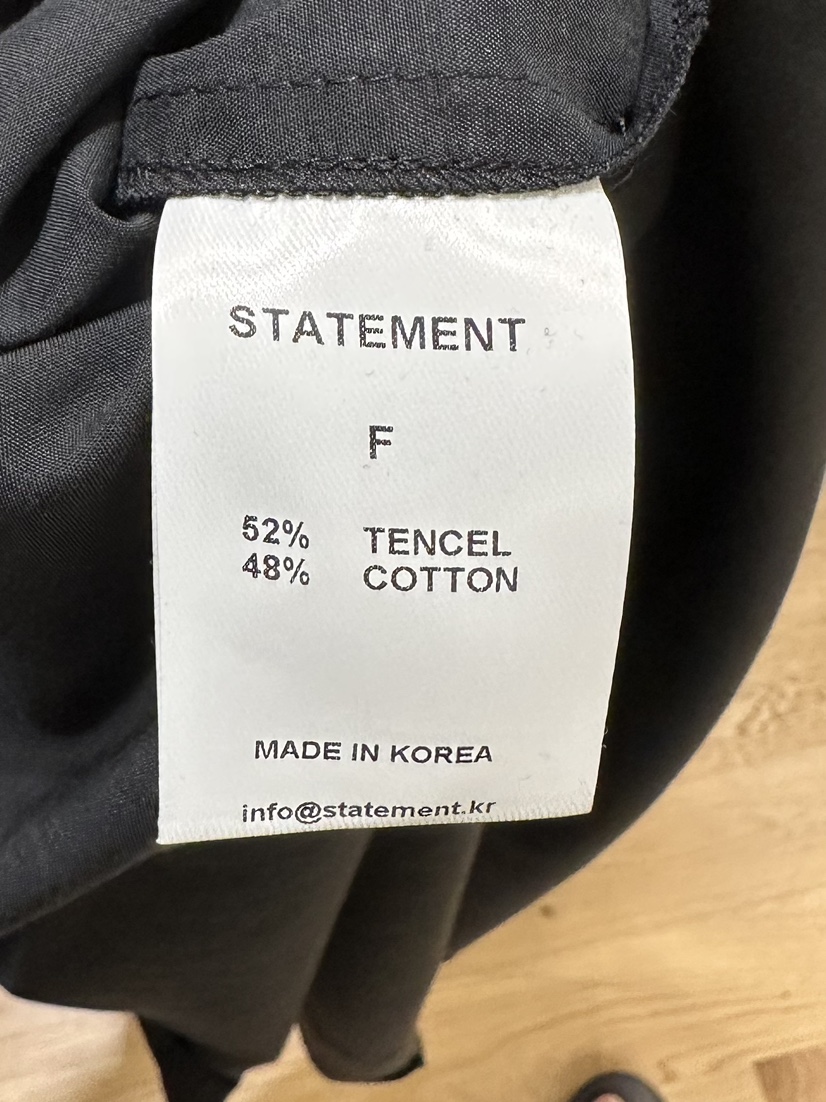 STATEMENT
F
52% TENCEL
48% COTTON
MADE IN KOREA
info@statement.kr